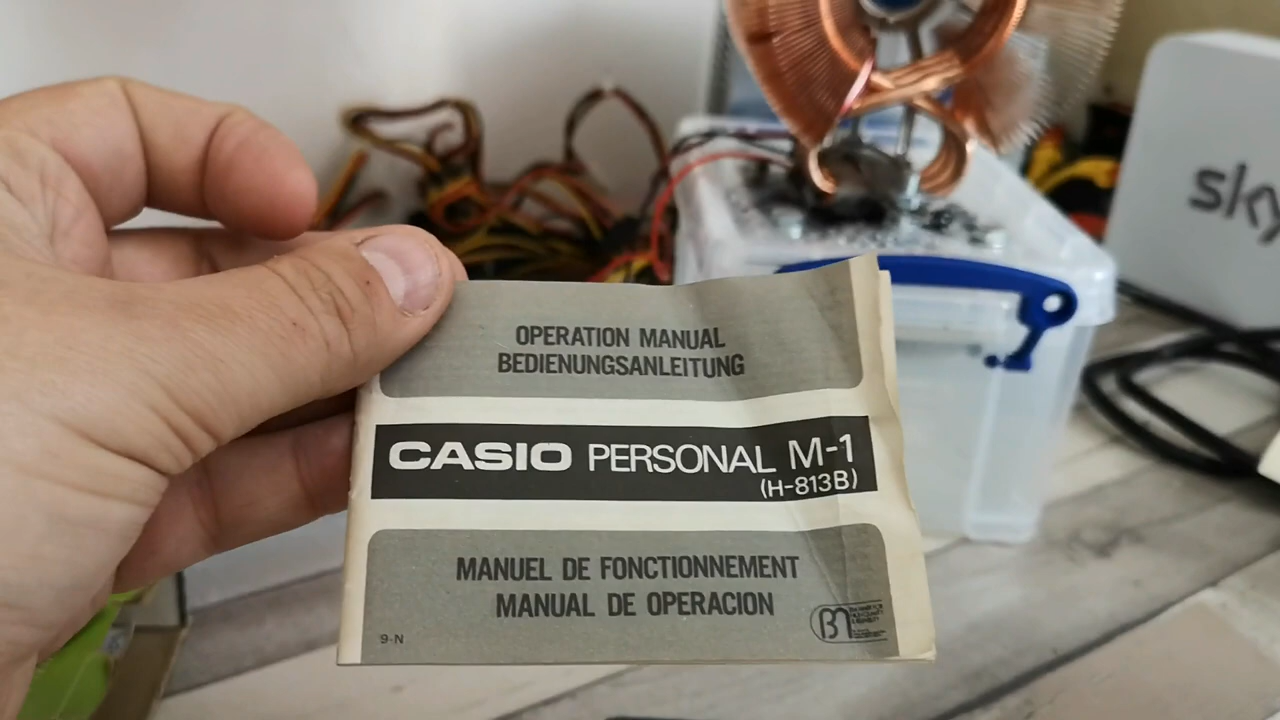 OPERATION MANUAL
BEDIENUNGSANLEITUNG
CASIO PERSONAL M-1
(H-813B)
MANUEL DE FONCTIONNEMENT
MANUAL DE OPERACION
9-N
sky